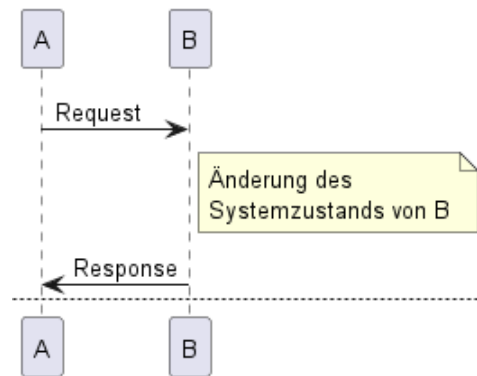 A B
Request
Änderung des
Systemzustands von B
Response
A B